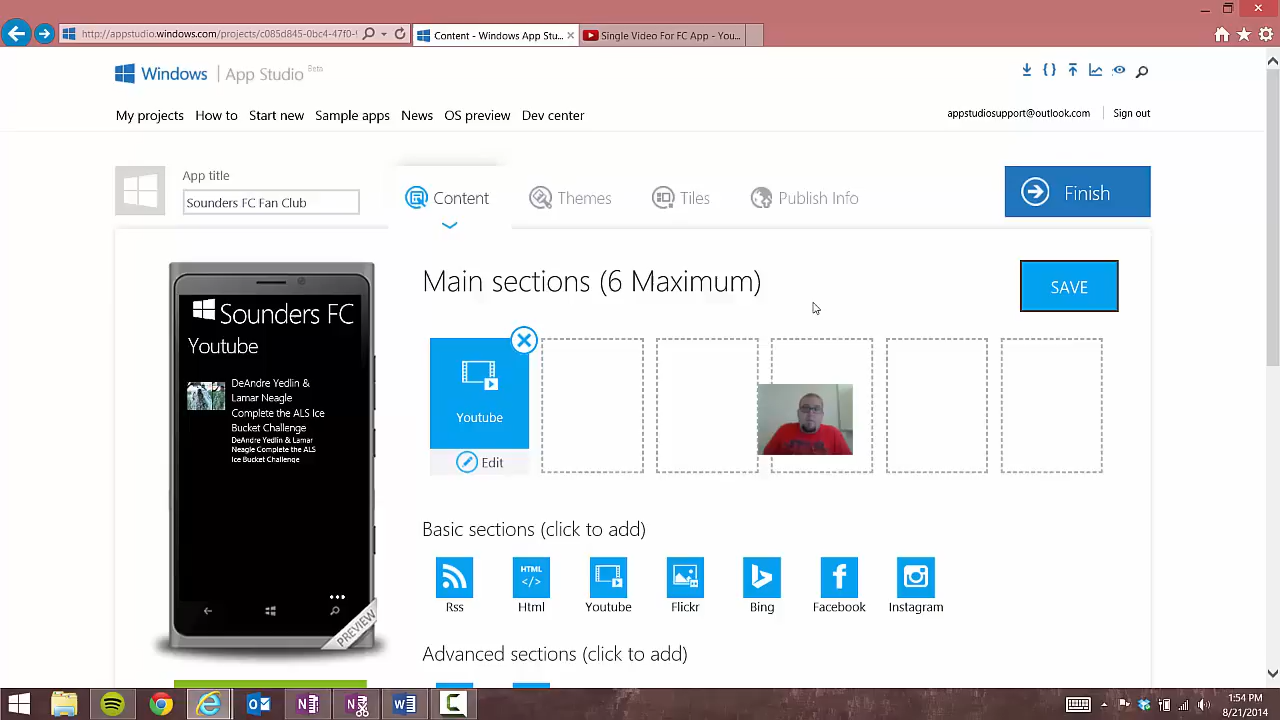 http://appstudio.windows.com/projects/c085d845-0bc4-47f0-9
Content - Windows App Stu...
Single Video For FC App - You...
Windows | App Studio Beta
My projects
How to
Start new
Sample apps
News
OS preview
Dev center
appstudiosupport@outlook.com
Sign out
App title
Sounders FC Fan Club
Content
Themes
Tiles
Publish Info
Finish
Main sections (6 Maximum)
SAVE
Sounders FC
Youtube
DeAndre Yedlin &
Lamar Neagle
Complete the ALS Ice
Bucket Challenge
DeAndre Yedlin & Lamar
Neagle Complete the ALS
Ice Bucket Challenge
PREVIEW
Youtube
Edit
Basic sections (click to add)
HTML
</>
Rss
Html
Youtube
Flickr
Bing
Facebook
Instagram
Advanced sections (click to add)
1:54 PM
8/21/2014